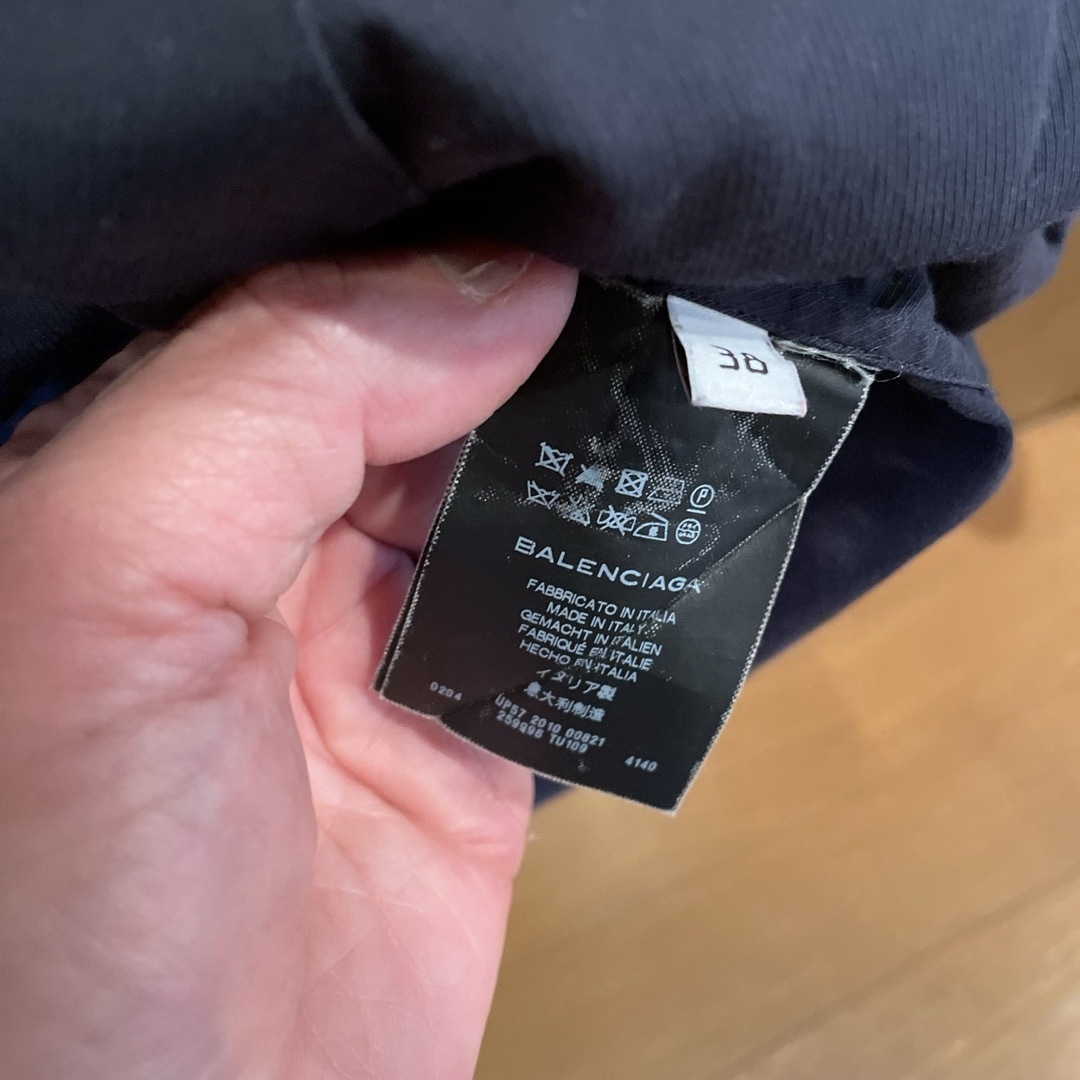 38
P
BALENCIAGA
FABBRICATO IN ITALIA
MADE IN ITALY
GEMACHT IN ITALIEN
FABRIQUÉ EN ITALIE
HECHO EN ITALIA
イタリア製
意大利制造
0204
UP57 2010 00821
259996 TU109
4140